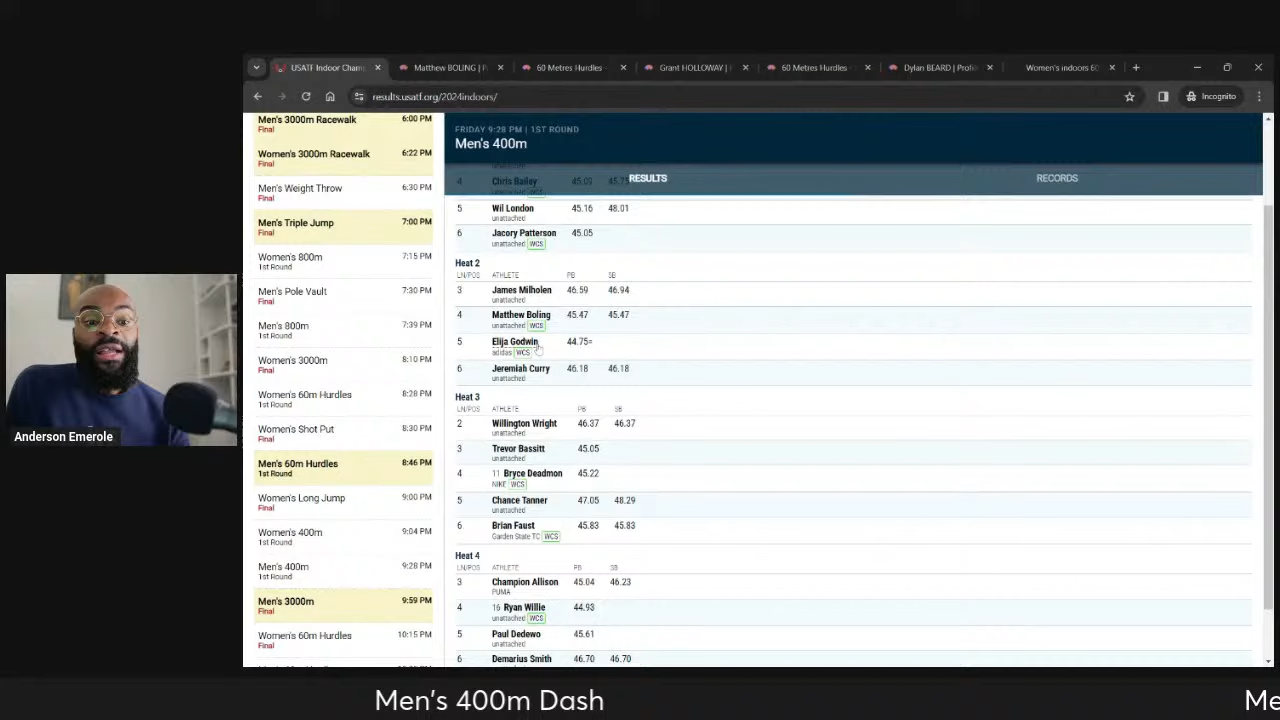 USATF Indoor Cham
Matthew BOLING | P
60 Metres Hurdles
Grant HOLLOWAY |
60 Metres Hurdles
Dylan BEARD | Profi
Women's indoors 60
results.usatf.org/2024indoors/
Incognito
Men's 3000m Racewalk 6:00 PM
Final
Women's 3000m Racewalk 6:22 PM
Final
Men's Weight Throw 6:30 PM
Final
Men's Triple Jump 7:00 PM
Final
Women's 800m 7:15 PM
1st Round
Men's Pole Vault 7:30 PM
Final
Men's 800m 7:39 PM
1st Round
Women's 3000m 8:10 PM
Final
Women's 60m Hurdles 8:28 PM
1st Round
Women's Shot Put 8:30 PM
Final
Men's 60m Hurdles 8:46 PM
1st Round
Women's Long Jump 9:00 PM
Final
Women's 400m 9:04 PM
1st Round
Men's 400m 9:28 PM
1st Round
Men's 3000m 9:59 PM
Final
Women's 60m Hurdles 10:15 PM
Final
FRIDAY 9:28 PM | 1ST ROUND
Men's 400m
RESULTS RECORDS
4 Chris Bailey 45.09 45.75
WCS
5 Wil London 45.16 48.01
unattached
6 Jacory Patterson 45.05
unattached WCS
Heat 2
LN/POS ATHLETE PB SB
3 James Milholen 46.59 46.94
unattached
4 Matthew Boling 45.47 45.47
unattached WCS
5 Elija Godwin 44.75=
adidas WCS
6 Jeremiah Curry 46.18 46.18
unattached
Heat 3
LN/POS ATHLETE PB SB
2 Willington Wright 46.37 46.37
unattached
3 Trevor Bassitt 45.05
unattached
4 11 Bryce Deadmon 45.22
NIKE WCS
5 Chance Tanner 47.05 48.29
unattached
6 Brian Faust 45.83 45.83
Garden State TC WCS
Heat 4
LN/POS ATHLETE PB SB
3 Champion Allison 45.04 46.23
PUMA
4 16 Ryan Willie 44.93
unattached WCS
5 Paul Dedewo 45.61
unattached
6 Demarius Smith 46.70 46.70
Anderson Emerole
Men's 400m Dash
Me